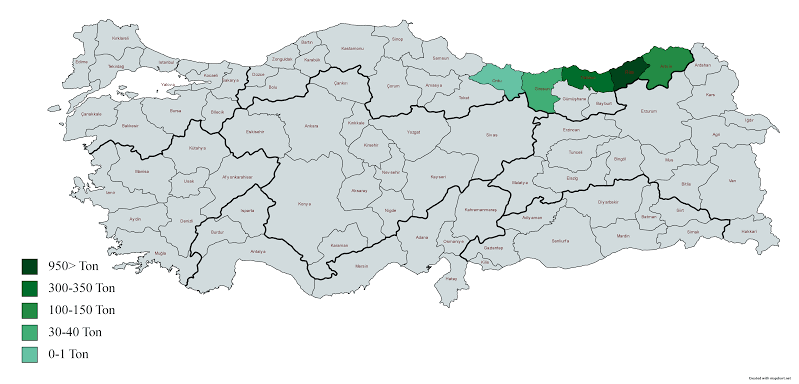 Kırklareli
Edirne
Tekirdağ
İstanbul
Kocaeli
Yalova
Sakarya
Düzce
Bolu
Zonguldak
Bartın
Karabük
Kastamonu
Sinop
Samsun
Çankırı
Çorum
Amasya
Tokat
Ordu
Giresun
Gümüşhane
Bayburt
Artvin
Ardahan
Kars
Iğdır
Ağrı
Erzurum
Erzincan
Çanakkale
Balıkesir
Bursa
Bilecik
Eskişehir
Kütahya
Ankara
Kırıkkale
Kırşehir
Yozgat
Sivas
Tunceli
Bingöl
Muş
Bitlis
Van
Elazığ
Malatya
Manisa
Uşak
Afyonkarahisar
İzmir
Aydın
Denizli
Isparta
Burdur
Muğla
Antalya
Konya
Aksaray
Nevşehir
Niğde
Kayseri
Karaman
Mersin
Adana
Osmaniye
Kahramanmaraş
Hatay
Kilis
Gaziantep
Adıyaman
Şanlıurfa
Diyarbakır
Mardin
Batman
Siirt
Şırnak
Hakkari
950> Ton
300-350 Ton
100-150 Ton
30-40 Ton
0-1 Ton
Created with mapchart.net